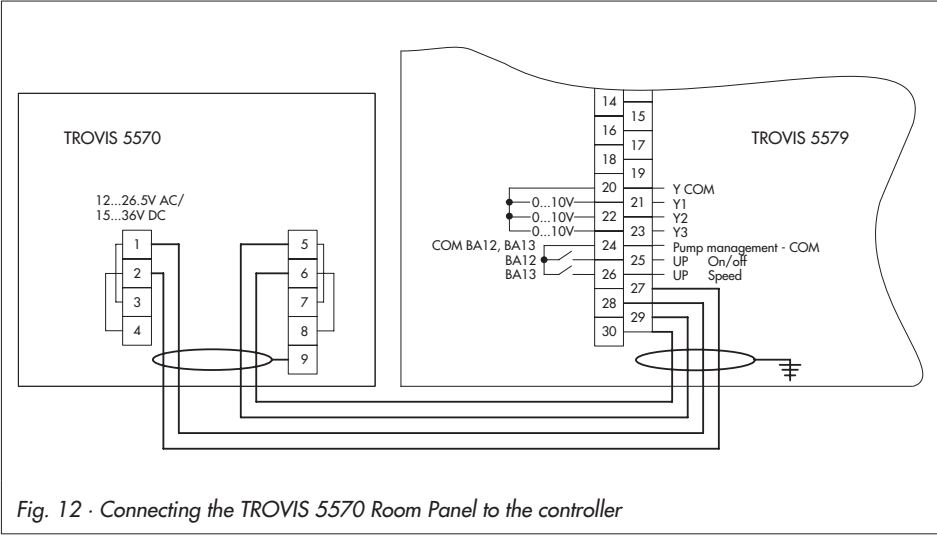 TROVIS 5570
12...26.5V AC/
15...36V DC
1
2
3
4
5
6
7
8
9
TROVIS 5579
14
15
16
17
18
19
20
21
22
23
24
25
26
27
28
29
30
0...10V
0...10V
0...10V
COM BA12, BA13
BA12
BA13
Y COM
Y1
Y2
Y3
Pump management - COM
UP On/off
UP Speed
Fig. 12 · Connecting the TROVIS 5570 Room Panel to the controller